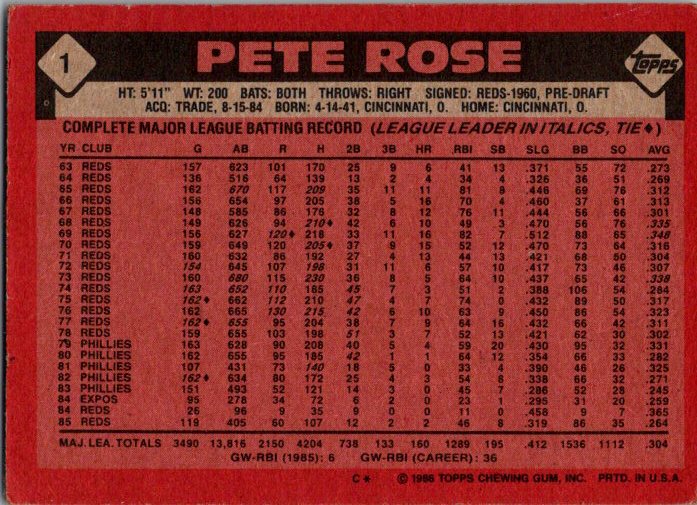 1 PETE ROSE topps
HT: 5'11" WT: 200 BATS: BOTH THROWS: RIGHT SIGNED: REDS-1960, PRE-DRAFT
ACQ: TRADE, 8-15-84 BORN: 4-14-41, CINCINNATI, O. HOME: CINCINNATI, O.
COMPLETE MAJOR LEAGUE BATTING RECORD (LEAGUE LEADER IN ITALICS, TIE♦)
YR CLUB G AB R H 2B 3B HR RBI SB SLG BB SO AVG
63 REDS 157 623 101 170 25 9 6 41 13 .371 55 72 .273
64 REDS 136 516 64 139 13 2 4 34 4 .326 36 51 .269
65 REDS 162 670 117 209 35 11 11 81 8 .446 69 76 .312
66 REDS 156 654 97 205 38 5 16 70 4 .460 37 61 .313
67 REDS 148 585 86 176 32 8 12 76 11 .444 56 66 .301
68 REDS 149 626 94 210♦ 42 6 10 49 3 .470 56 76 .335
69 REDS 156 627 120♦ 218 33 11 16 82 7 .512 88 65 .348
70 REDS 159 649 120 205♦ 37 9 15 52 12 .470 73 64 .316
71 REDS 160 632 86 192 27 4 13 44 13 .421 68 50 .304
72 REDS 154 645 107 198 31 11 6 57 10 .417 73 46 .307
73 REDS 160 680 115 230 36 8 5 64 10 .437 65 42 .338
74 REDS 163 652 110 185 45 7 3 51 2 .388 106 54 .284
75 REDS 162♦ 662 112 210 47 4 7 74 0 .432 89 50 .317
76 REDS 162 665 130 215 42 6 10 63 9 .450 86 54 .323
77 REDS 162♦ 655 95 204 38 7 9 64 16 .432 66 42 .311
78 REDS 159 655 103 198 51 3 7 52 13 .421 62 30 .302
79 PHILLIES 163 628 90 208 40 5 4 59 20 .430 95 32 .331
80 PHILLIES 162 655 95 185 42 1 1 64 12 .354 66 33 .282
81 PHILLIES 107 431 73 140 18 5 0 33 4 .390 46 26 .325
82 PHILLIES 162♦ 634 80 172 25 4 3 54 8 .338 66 32 .271
83 PHILLIES 151 493 52 121 14 3 0 45 7 .286 52 28 .245
84 EXPOS 95 278 34 72 6 2 0 23 1 .295 31 20 .259
84 REDS 26 96 9 35 9 0 0 11 0 .458 9 7 .365
85 REDS 119 405 60 107 12 2 2 46 8 .319 86 35 .264
MAJ. LEA. TOTALS 3490 13,816 2150 4204 738 133 160 1289 195 .412 1536 1112 .304
GW-RBI (1985): 6 GW-RBI (CAREER): 36
C* © 1986 TOPPS CHEWING GUM, INC. PRTD. IN U.S.A.